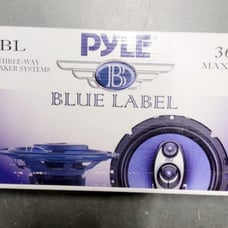 BL
PYLE
THREE-WAY
AKER SYSTEMS
36
MAX
BLUE LABEL